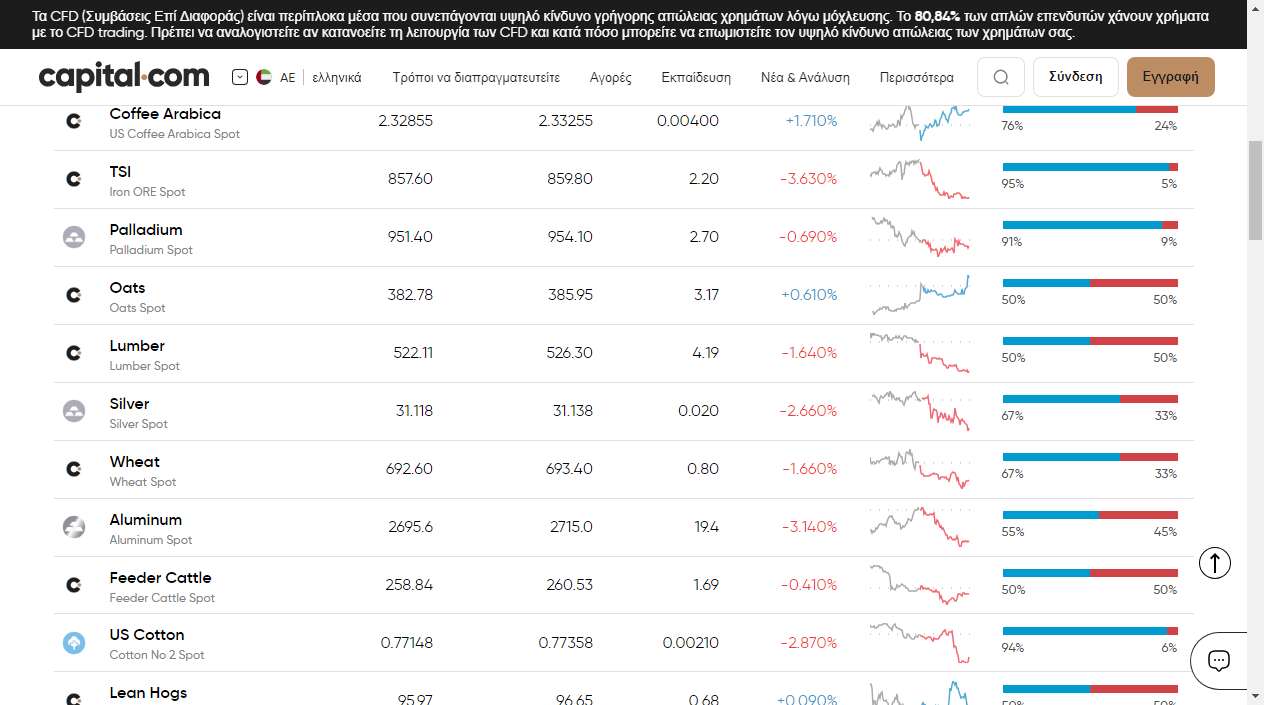 Τα CFD (Συμβάσεις Επί Διαφοράς) είναι περίπλοκα μέσα που συνεπάγονται υψηλό κίνδυνο γρήγορης απώλειας χρημάτων λόγω μόχλευσης. Το 80,84% των απλών επενδυτών χάνουν χρήματα
με το CFD trading. Πρέπει να αναλογιστείτε αν κατανοείτε τη λειτουργία των CFD και κατά πόσο μπορείτε να επωμιστείτε τον υψηλό κίνδυνο απώλειας των χρημάτων σας.
capital.com AE ελληνικά Τρόποι να διαπραγματευτείτε Αγορές Εκπαίδευση Νέα & Ανάλυση Περισσότερα Σύνδεση Εγγραφή
Coffee Arabica 2.32855 2.33255 0.00400 +1.710%
US Coffee Arabica Spot 76% 24%
TSI 857.60 859.80 2.20 -3.630%
Iron ORE Spot 95% 5%
Palladium 951.40 954.10 2.70 -0.690%
Palladium Spot 91% 9%
Oats 382.78 385.95 3.17 +0.610%
Oats Spot 50% 50%
Lumber 522.11 526.30 4.19 -1.640%
Lumber Spot 50% 50%
Silver 31.118 31.138 0.020 -2.660%
Silver Spot 67% 33%
Wheat 692.60 693.40 0.80 -1.660%
Wheat Spot 67% 33%
Aluminum 2695.6 2715.0 19.4 -3.140%
Aluminum Spot 55% 45%
Feeder Cattle 258.84 260.53 1.69 -0.410%
Feeder Cattle Spot 50% 50%
US Cotton 0.77148 0.77358 0.00210 -2.870%
Cotton No 2 Spot 94% 6%
Lean Hogs 95.97 96.65 0.68 +0.090%
50% 50%